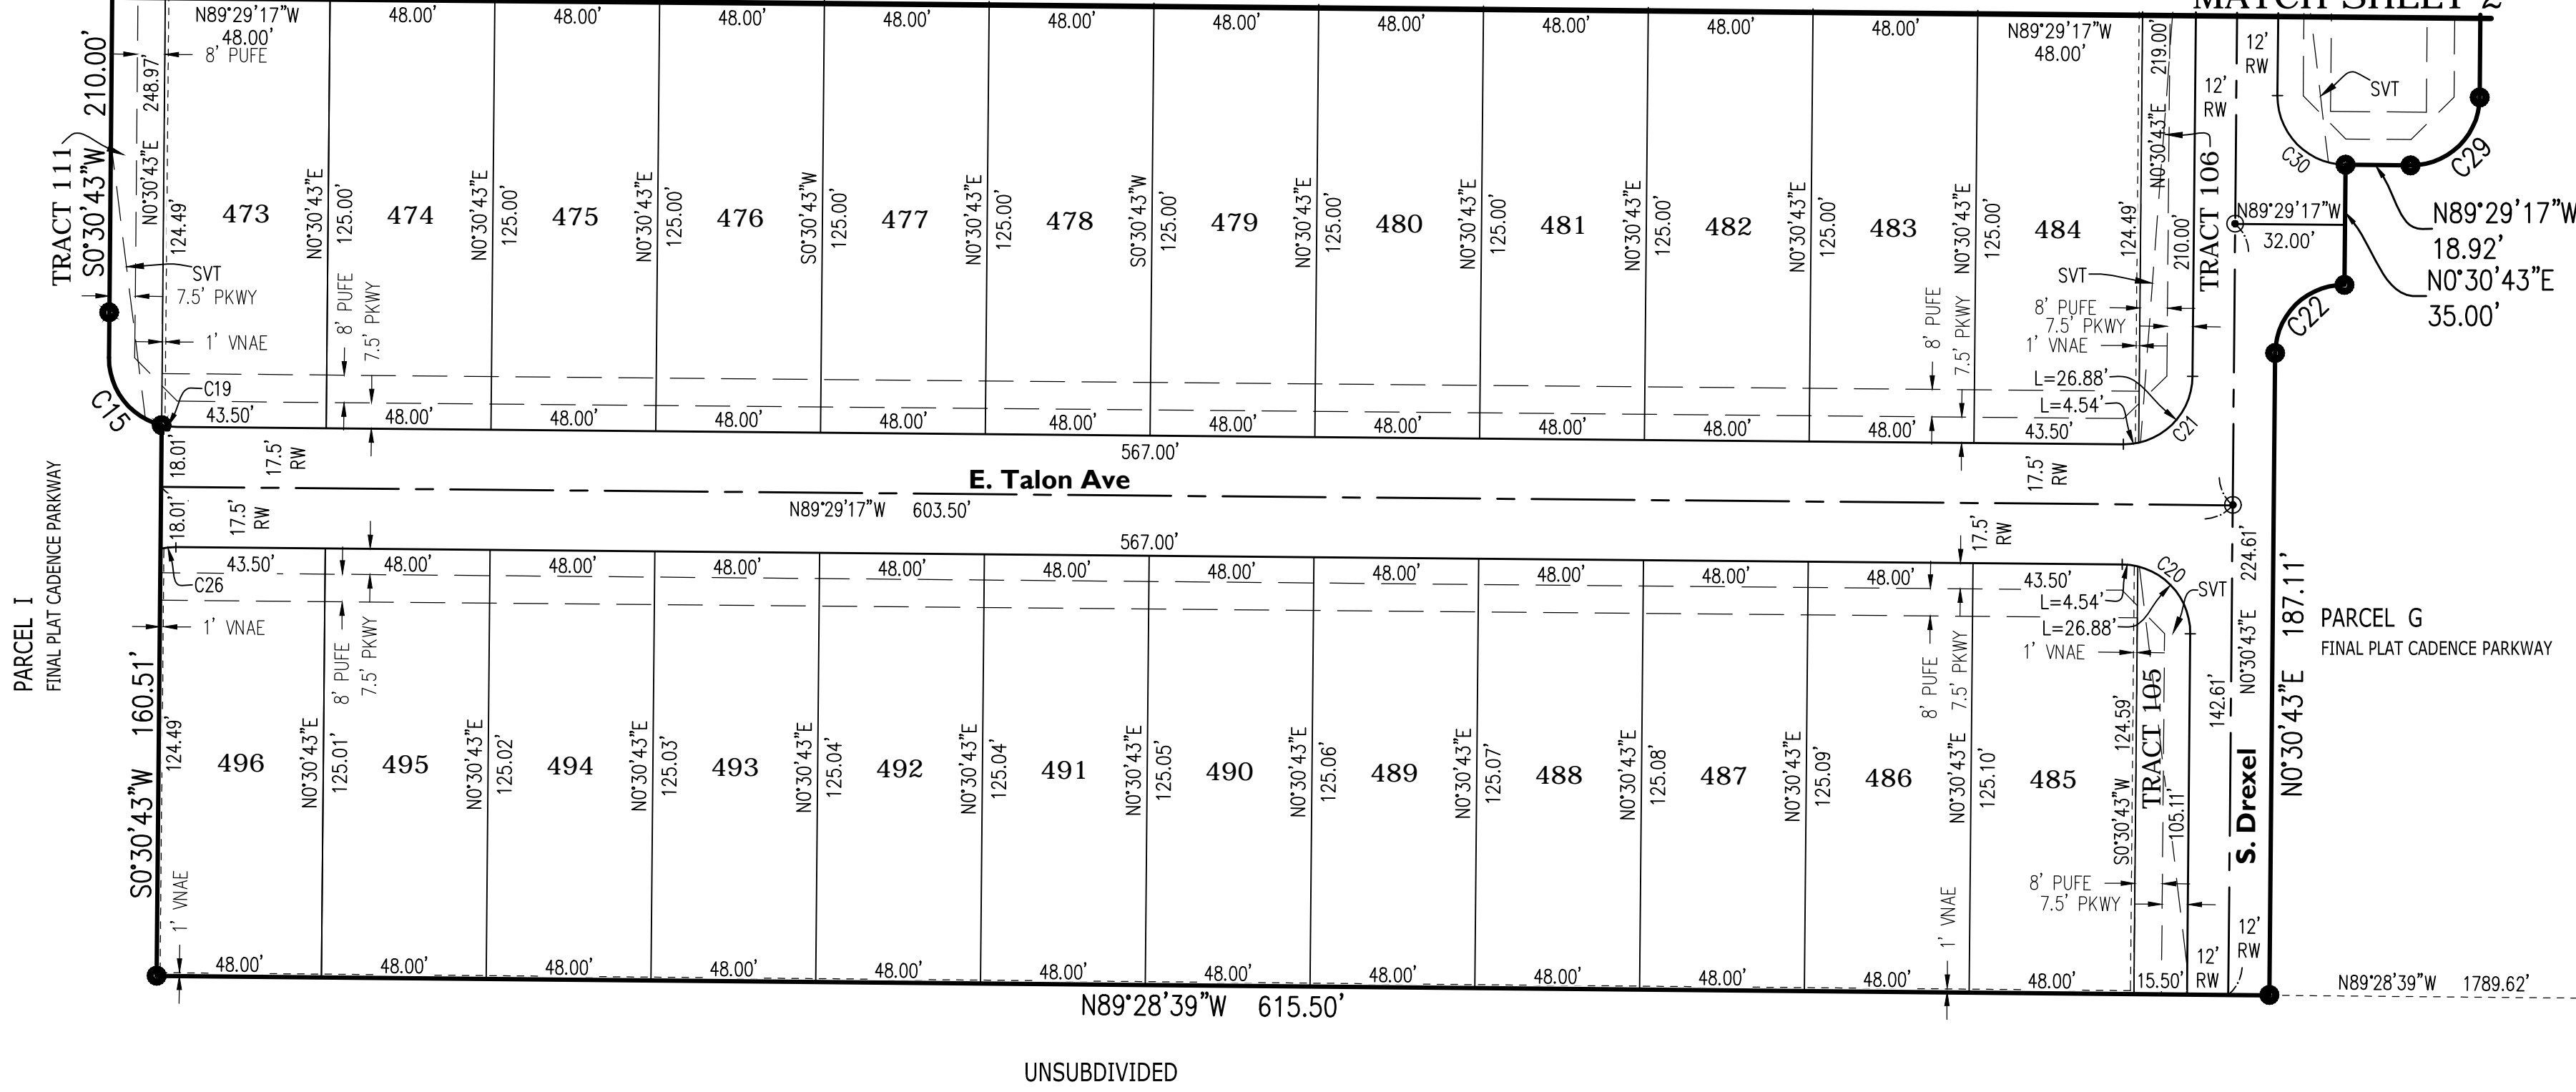 MATCH SHEET 2
N89°29'17"W 48.00' 48.00' 48.00' 48.00' 48.00' 48.00' 48.00' 48.00' 48.00' 48.00' 48.00' N89°29'17"W 48.00'
8' PUFE
210.00'
S0°30'43"W
TRACT 111
248.97'
N0°30'43"E
124.49'
473 474 475 476 477 478 479 480 481 482 483 484
N0°30'43"E 125.00'
N0°30'43"E 125.00'
N0°30'43"E 125.00'
S0°30'43"W 125.00'
N0°30'43"E 125.00'
S0°30'43"W 125.00'
N0°30'43"E 125.00'
N0°30'43"E 125.00'
N0°30'43"E 125.00'
N0°30'43"E 125.00'
N0°30'43"E 125.00'
124.49'
N0°30'43"E
219.00'
210.00'
TRACT 106
12' RW
12' RW
SVT
C30
C29
N89°29'17"W
32.00'
N89°29'17"W
18.92'
N0°30'43"E
35.00'
C22
SVT
7.5' PKWY
1' VNAE
8' PUFE
7.5' PKWY
8' PUFE
7.5' PKWY
SVT
8' PUFE
7.5' PKWY
1' VNAE
L=26.88'
L=4.54'
C21
C15
C19
43.50' 48.00' 48.00' 48.00' 48.00' 48.00' 48.00' 48.00' 48.00' 48.00' 48.00' 43.50'
567.00'
18.01'
17.5' RW
17.5' RW
E. Talon Ave
N89°29'17"W 603.50'
18.01'
17.5' RW
17.5' RW
567.00'
43.50' 48.00' 48.00' 48.00' 48.00' 48.00' 48.00' 48.00' 48.00' 48.00' 48.00' 43.50'
C26
1' VNAE
8' PUFE
7.5' PKWY
8' PUFE
7.5' PKWY
L=4.54'
L=26.88'
1' VNAE
C20
SVT
224.61'
N0°30'43"E
PARCEL I
FINAL PLAT CADENCE PARKWAY
PARCEL G
FINAL PLAT CADENCE PARKWAY
S0°30'43"W 160.51'
124.49'
496 495 494 493 492 491 490 489 488 487 486 485
N0°30'43"E 125.01'
N0°30'43"E 125.02'
N0°30'43"E 125.03'
N0°30'43"E 125.04'
N0°30'43"E 125.04'
N0°30'43"E 125.05'
N0°30'43"E 125.06'
N0°30'43"E 125.07'
N0°30'43"E 125.08'
N0°30'43"E 125.09'
N0°30'43"E 125.10'
S0°30'43"W 124.59'
TRACT 105
105.11'
142.61'
S. Drexel
N0°30'43"E 187.11'
8' PUFE
7.5' PKWY
1' VNAE
1' VNAE
12' RW
12' RW
48.00' 48.00' 48.00' 48.00' 48.00' 48.00' 48.00' 48.00' 48.00' 48.00' 48.00' 48.00' 15.50'
N89°28'39"W 615.50'
N89°28'39"W 1789.62'
UNSUBDIVIDED